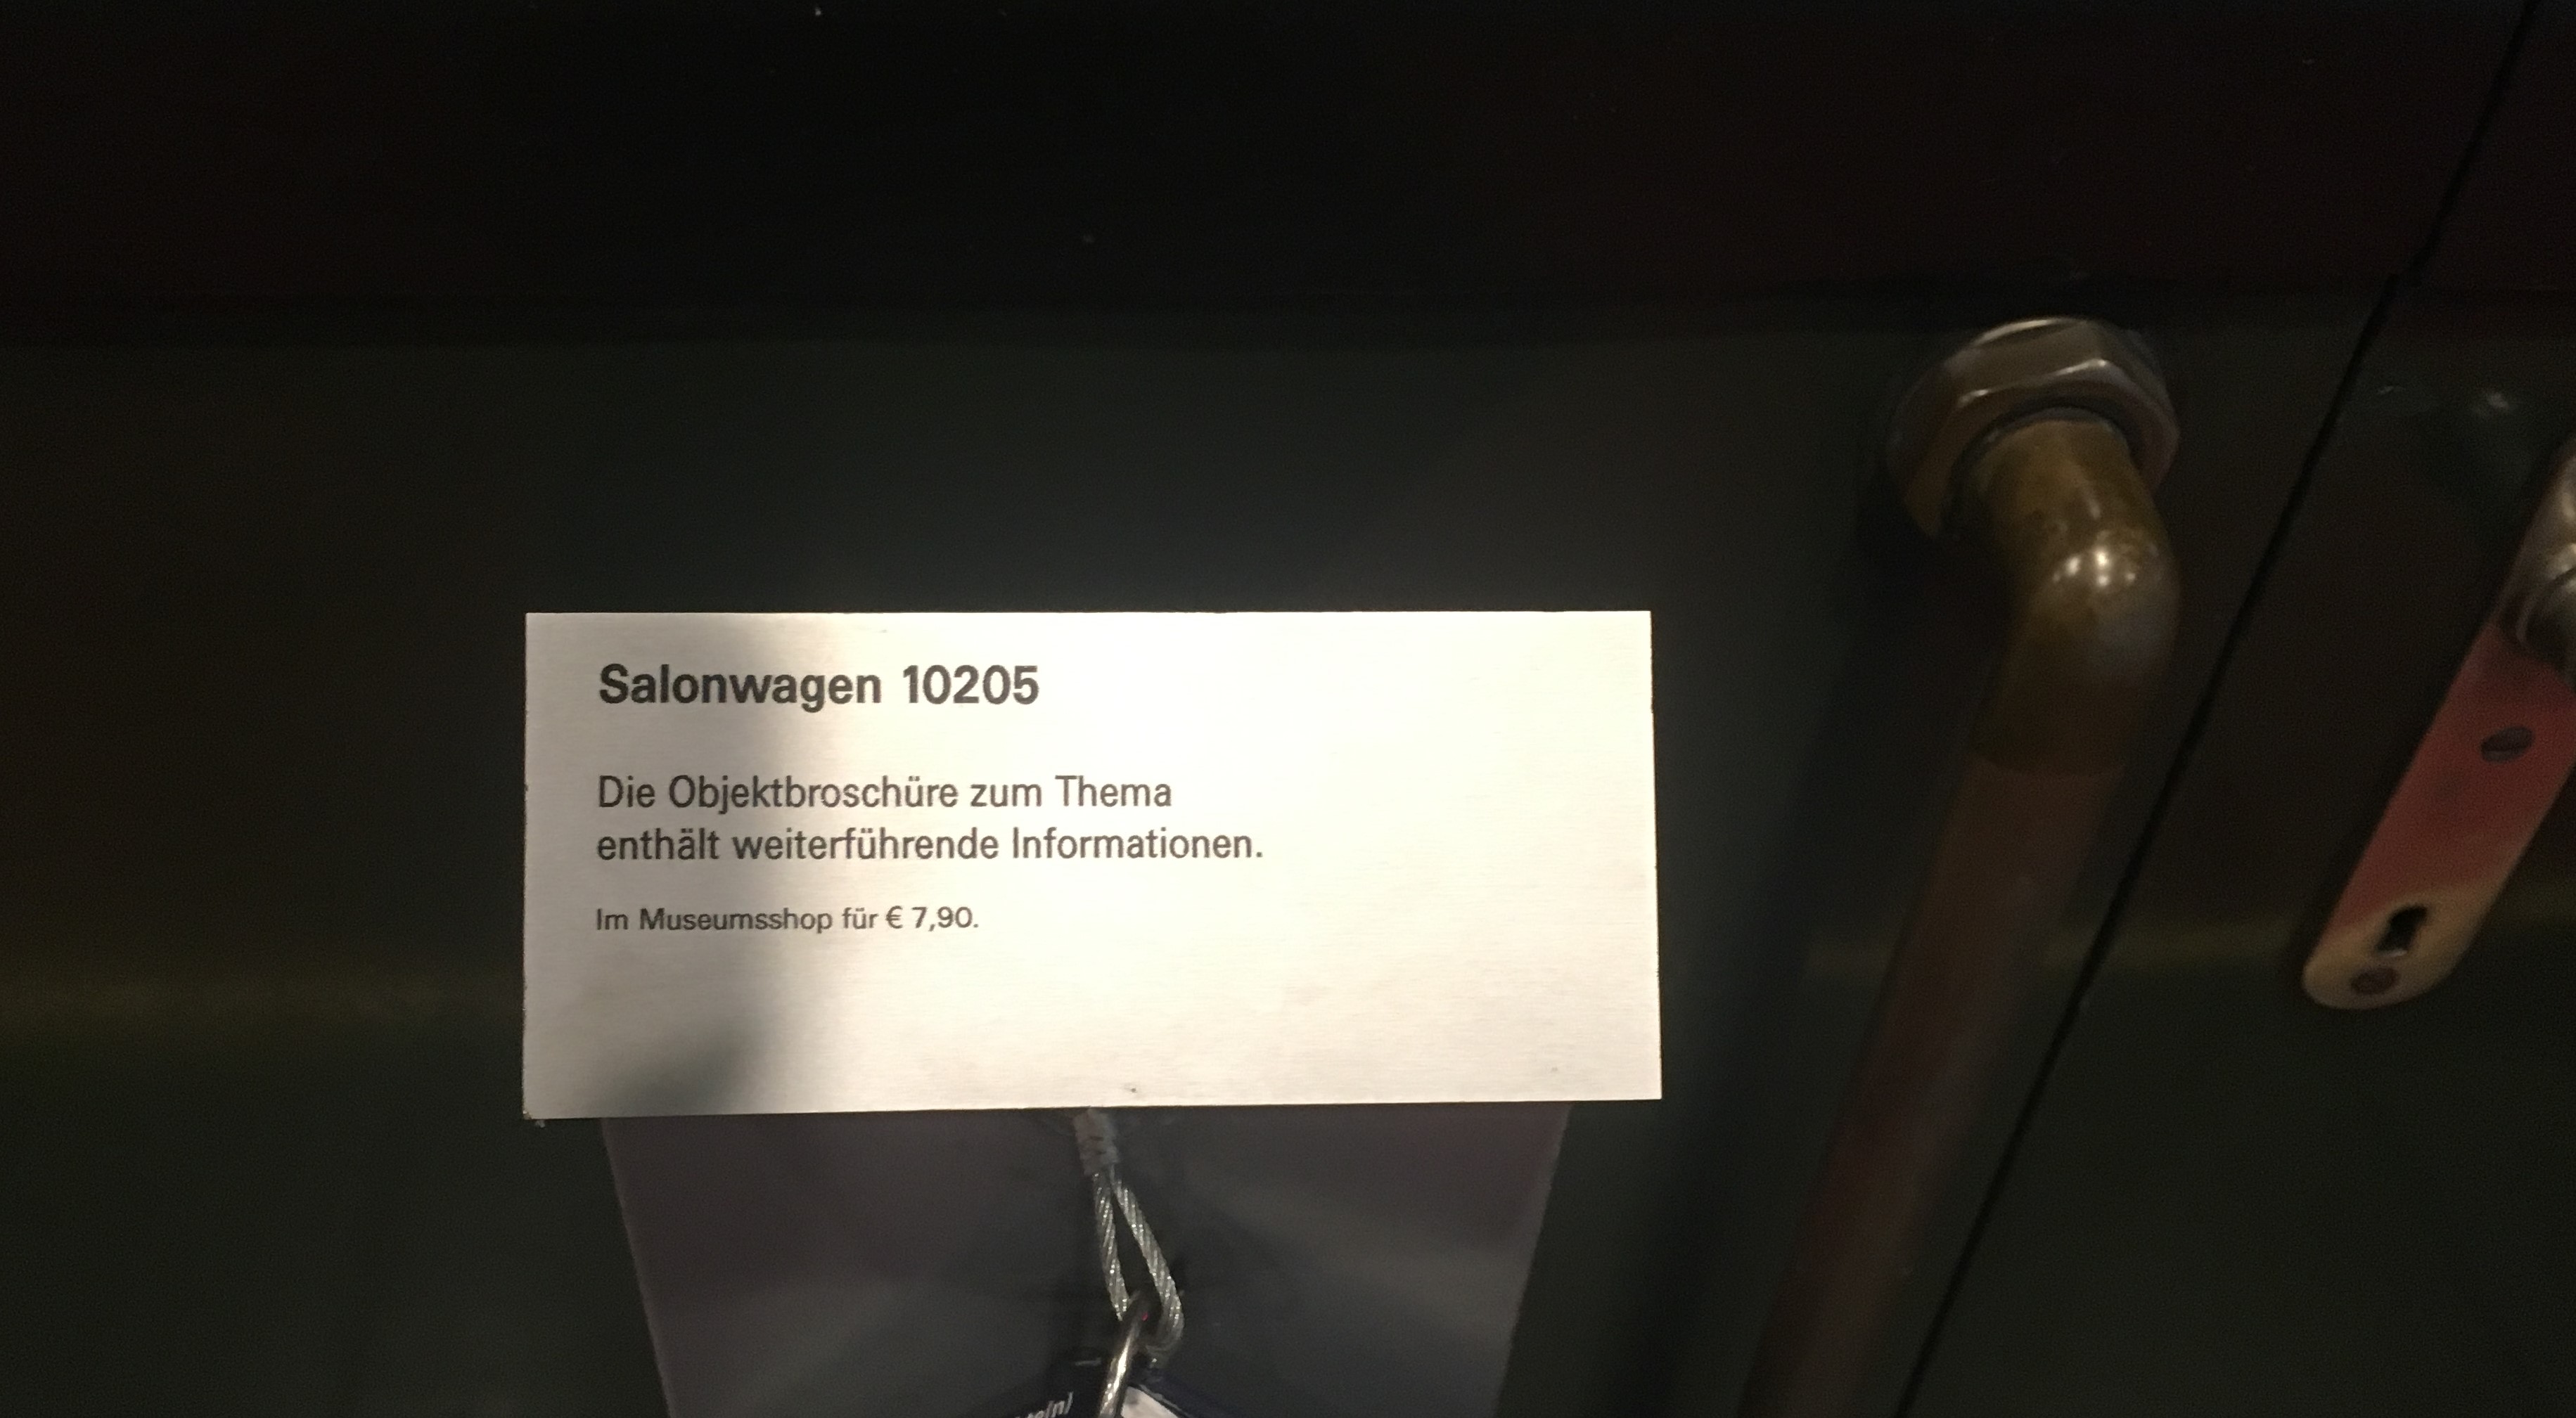 Salonwagen 10205
Die Objektbroschüre zum Thema
enthält weiterführende Informationen.
Im Museumsshop für € 7,90.